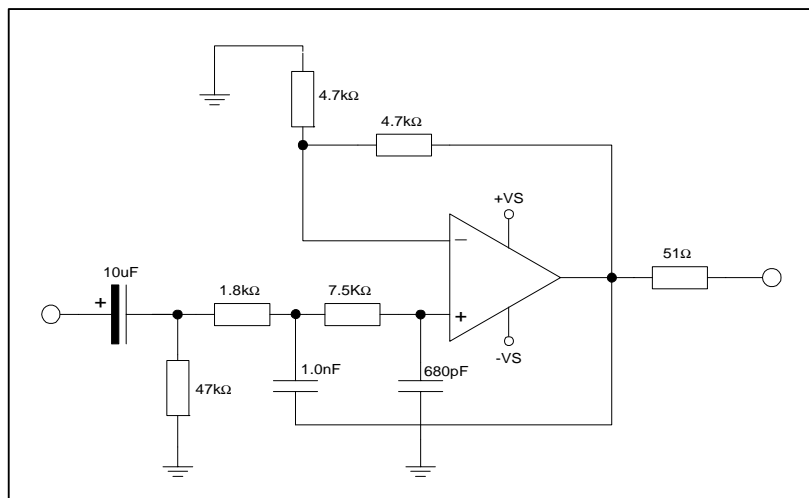 4.7kΩ
4.7kΩ
+VS
−
10uF
+
1.8kΩ
7.5KΩ
51Ω
+
-VS
1.0nF
680pF
47kΩ